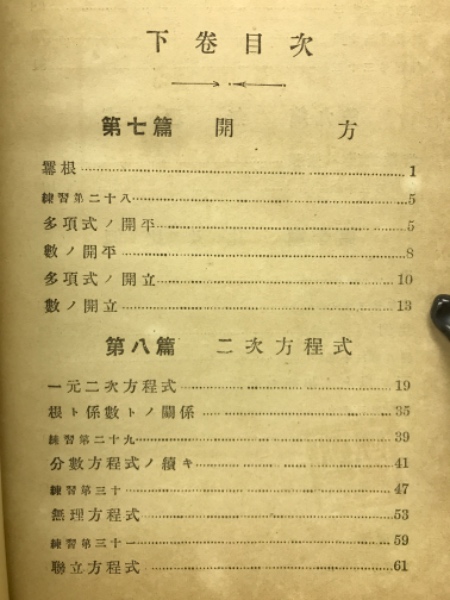 下卷目次
第七篇 開方
冪根 1
練習第二十八 5
多項式ノ開平 5
數ノ開平 8
多項式ノ開立 10
數ノ開立 13
第八篇 二次方程式
一元二次方程式 19
根ト係數トノ關係 35
練習第二十九 39
分數方程式ノ續キ 41
練習第三十 47
無理方程式 53
練習第三十一 59
聯立方程式 61